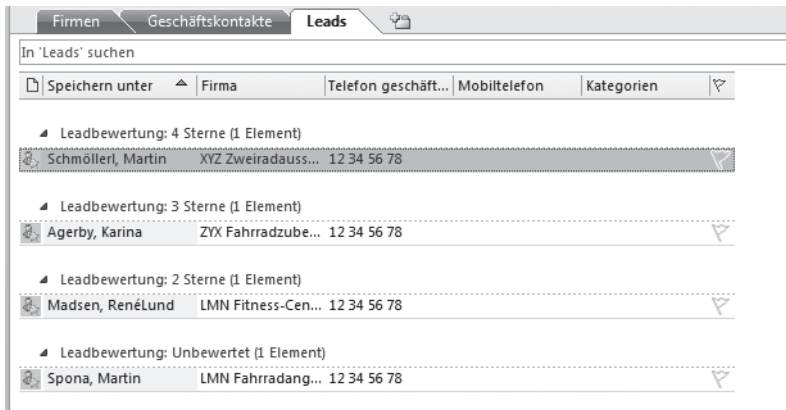 Firmen Geschäftskontakte Leads
In 'Leads' suchen
Speichern unter Firma Telefon geschäft... Mobiltelefon Kategorien
Leadbewertung: 4 Sterne (1 Element)
Schmöllerl, Martin XYZ Zweiradauss... 12 34 56 78
Leadbewertung: 3 Sterne (1 Element)
Agerby, Karina ZYX Fahrradzube... 12 34 56 78
Leadbewertung: 2 Sterne (1 Element)
Madsen, RenéLund LMN Fitness-Cen... 12 34 56 78
Leadbewertung: Unbewertet (1 Element)
Spona, Martin LMN Fahrradang... 12 34 56 78